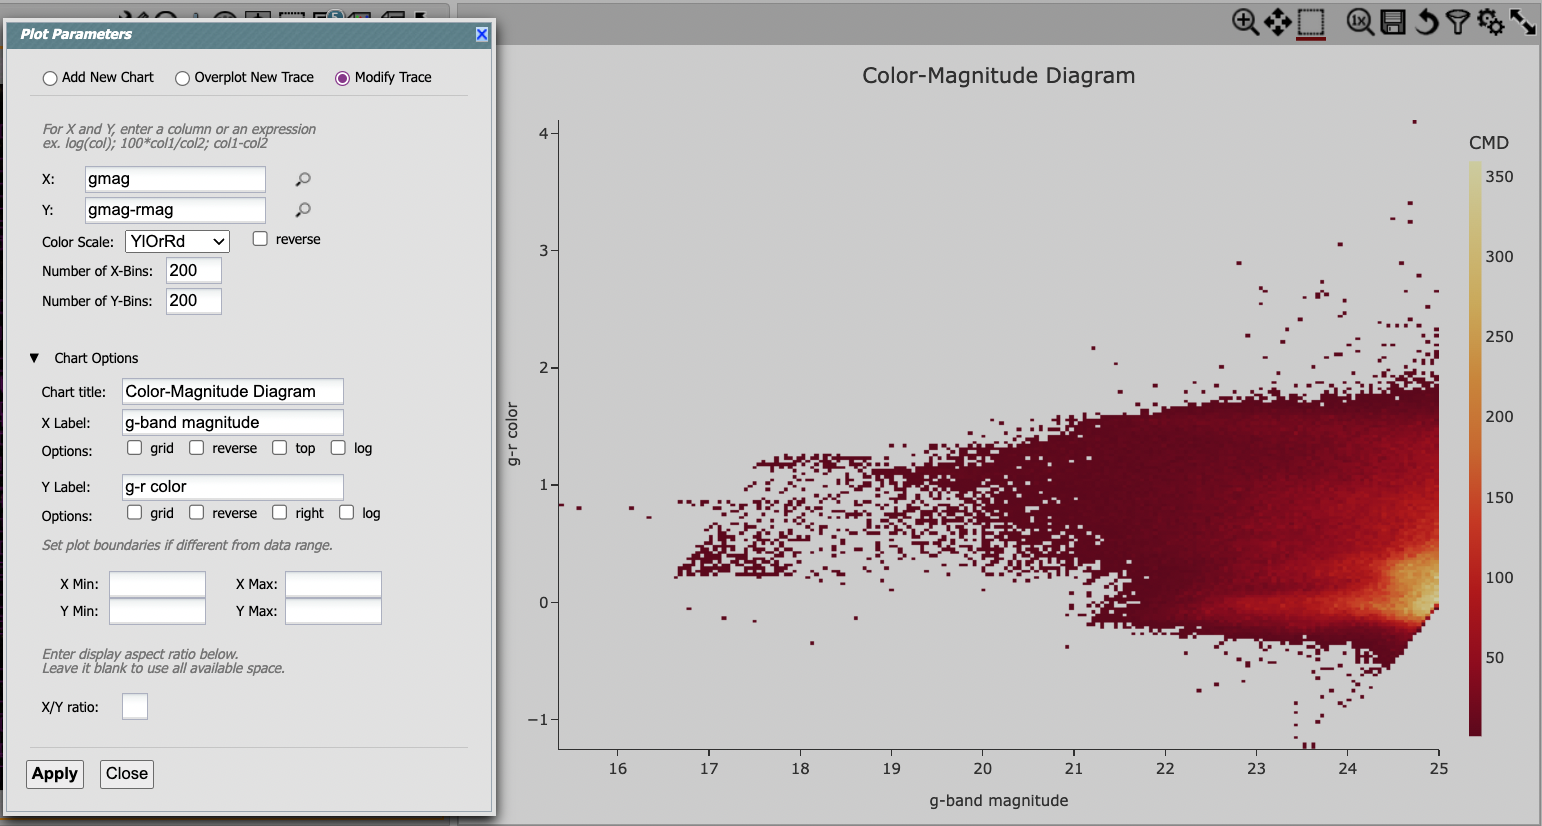 5
1x
Plot Parameters
Add New Chart Overplot New Trace Modify Trace
For X and Y, enter a column or an expression
ex. log(col); 100*col1/col2; col1-col2
X: gmag
Y: gmag-rmag
Color Scale: YlOrRd reverse
Number of X-Bins: 200
Number of Y-Bins: 200
Chart Options
Chart title: Color-Magnitude Diagram
X Label: g-band magnitude
Options: grid reverse top log
Y Label: g-r color
Options: grid reverse right log
Set plot boundaries if different from data range.
X Min: X Max:
Y Min: Y Max:
Enter display aspect ratio below.
Leave it blank to use all available space.
X/Y ratio:
Apply Close
Color-Magnitude Diagram
4
3
2
1
0
−1
g-r color
16 17 18 19 20 21 22 23 24 25
g-band magnitude
CMD
350
300
250
200
150
100
50